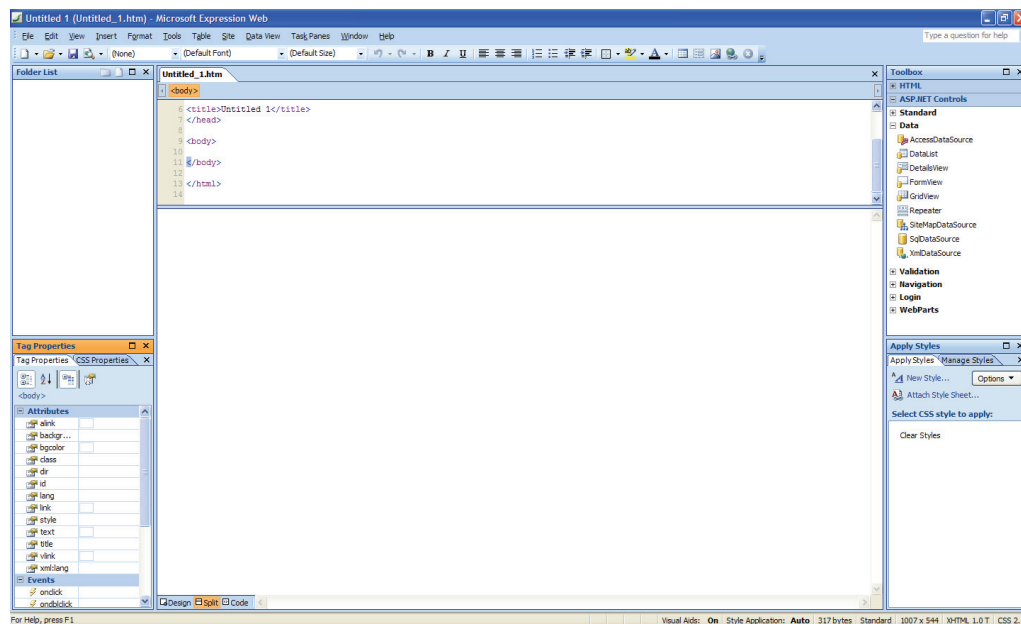 Untitled 1 (Untitled_1.htm) - Microsoft Expression Web
File Edit View Insert Format Tools Table Site Data View Task Panes Window Help
Type a question for help
(None) (Default Font) (Default Size) B I U A
Folder List
Untitled_1.htm
<body>
6 <title>Untitled 1</title>
7 </head>
8
9 <body>
10
11 </body>
12
13 </html>
14
Design Split Code
Tag Properties
Tag Properties CSS Properties
<body>
Attributes
alink
backgr...
bgcolor
class
dir
id
lang
link
style
text
title
vlink
xml:lang
Events
onclick
ondblclick
Toolbox
HTML
ASP.NET Controls
Standard
Data
AccessDataSource
DataList
DetailsView
FormView
GridView
Repeater
SiteMapDataSource
SqlDataSource
XmlDataSource
Validation
Navigation
Login
WebParts
Apply Styles
Apply Styles Manage Styles
New Style... Options
Attach Style Sheet...
Select CSS style to apply:
Clear Styles
For Help, press F1
Visual Aids: On Style Application: Auto 317 bytes Standard 1007 x 544 XHTML 1.0 T CSS 2.